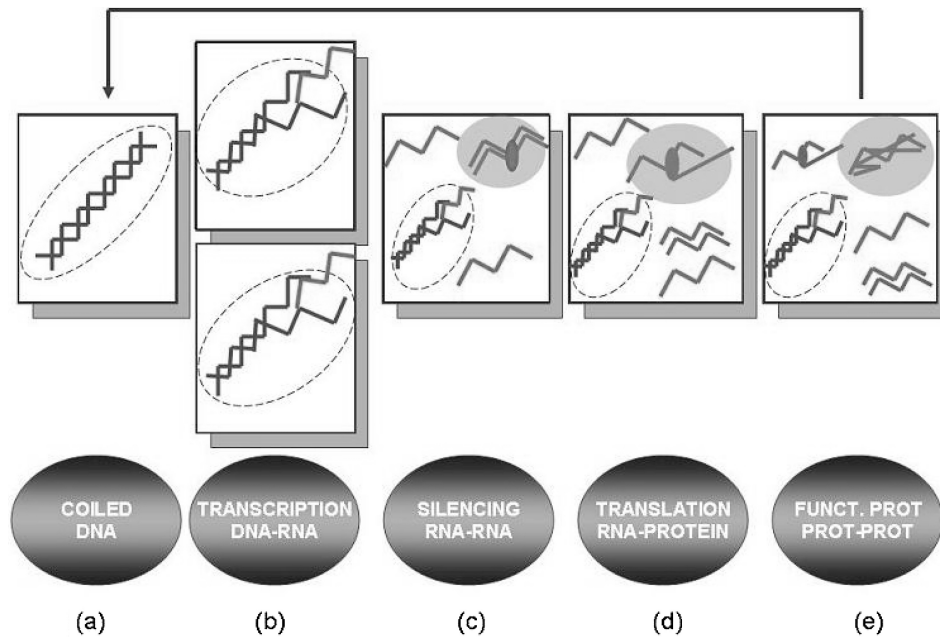 COILED
DNA
TRANSCRIPTION
DNA-RNA
SILENCING
RNA-RNA
TRANSLATION
RNA-PROTEIN
FUNCT. PROT
PROT-PROT
(a)
(b)
(c)
(d)
(e)